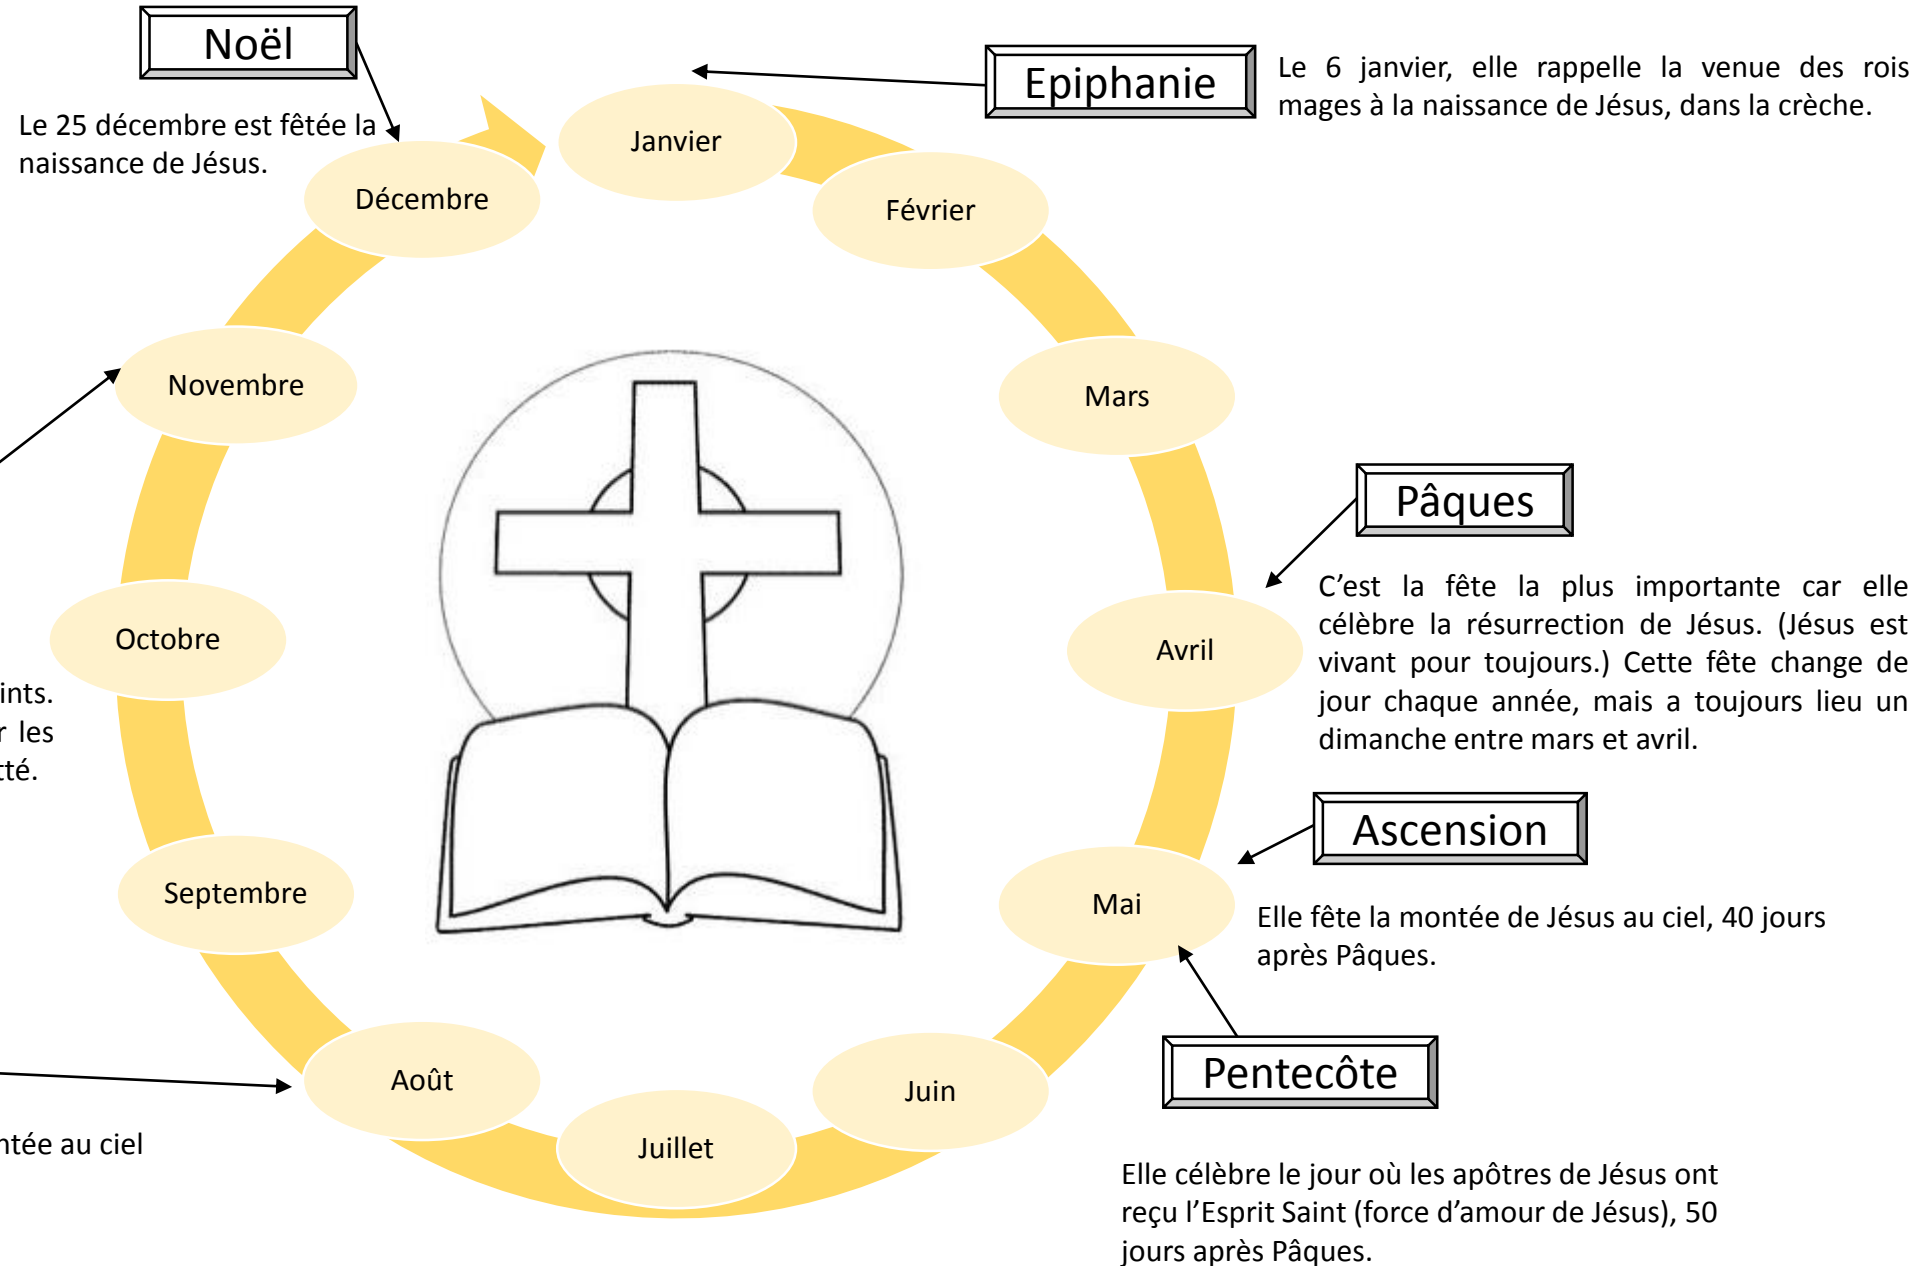 Noël
Le 25 décembre est fêtée la
naissance de Jésus.
Epiphanie
Le 6 janvier, elle rappelle la venue des rois
mages à la naissance de Jésus, dans la crèche.
Janvier
Février
Mars
Avril
Mai
Juin
Juillet
Août
Septembre
Octobre
Novembre
Décembre
Pâques
C’est la fête la plus importante car elle
célèbre la résurrection de Jésus. (Jésus est
vivant pour toujours.) Cette fête change de
jour chaque année, mais a toujours lieu un
dimanche entre mars et avril.
Ascension
Elle fête la montée de Jésus au ciel, 40 jours
après Pâques.
Pentecôte
Elle célèbre le jour où les apôtres de Jésus ont
reçu l’Esprit Saint (force d’amour de Jésus), 50
jours après Pâques.
ints.
r les
tté.
ntée au ciel